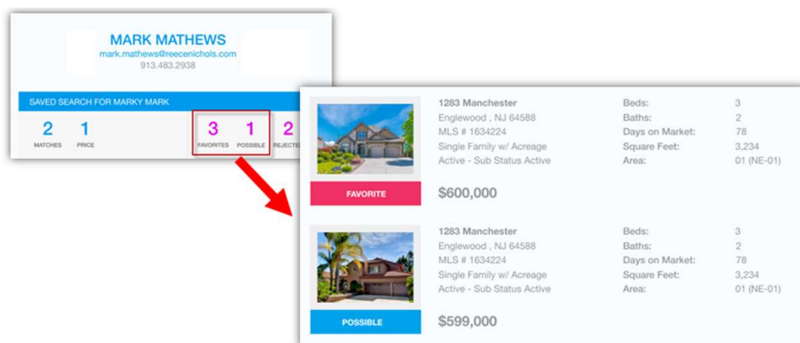 MARK MATHEWS
mark.mathews@reecenichols.com
913.483.2938
SAVED SEARCH FOR MARKY MARK
2 1 3 1 2
MATCHES PRICE FAVORITES POSSIBLE
1283 Manchester Beds: 3
Englewood , NJ 64588 Baths: 2
MLS # 1634224 Days on Market: 78
Single Family w/ Acreage Square Feet: 3,234
Active - Sub Status Active Area: 01 (NE-01)
FAVORITE $600,000
1283 Manchester Beds: 3
Englewood , NJ 64588 Baths: 2
MLS # 1634224 Days on Market: 78
Single Family w/ Acreage Square Feet: 3,234
Active - Sub Status Active Area: 01 (NE-01)
POSSIBLE $599,000